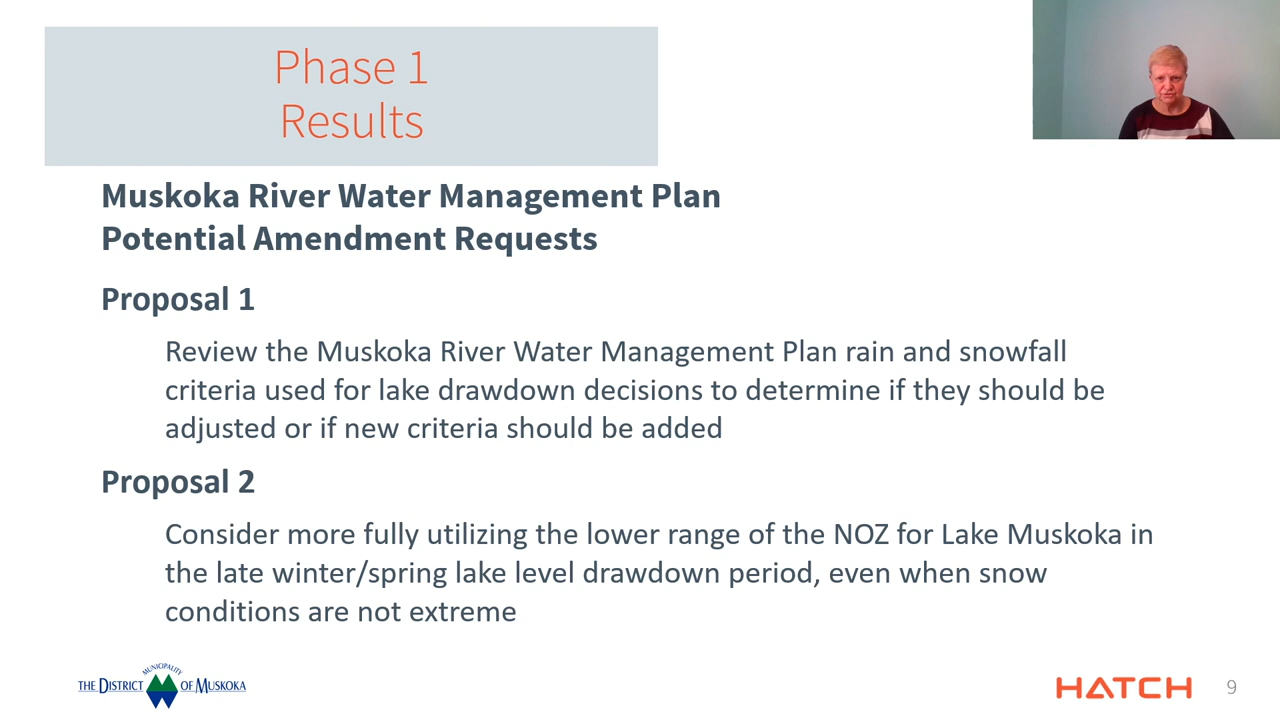 Phase 1
Results
Muskoka River Water Management Plan
Potential Amendment Requests
Proposal 1
Review the Muskoka River Water Management Plan rain and snowfall
criteria used for lake drawdown decisions to determine if they should be
adjusted or if new criteria should be added
Proposal 2
Consider more fully utilizing the lower range of the NOZ for Lake Muskoka in
the late winter/spring lake level drawdown period, even when snow
conditions are not extreme
MUNICIPALITY
THE DISTRICT OF MUSKOKA
HATCH
9